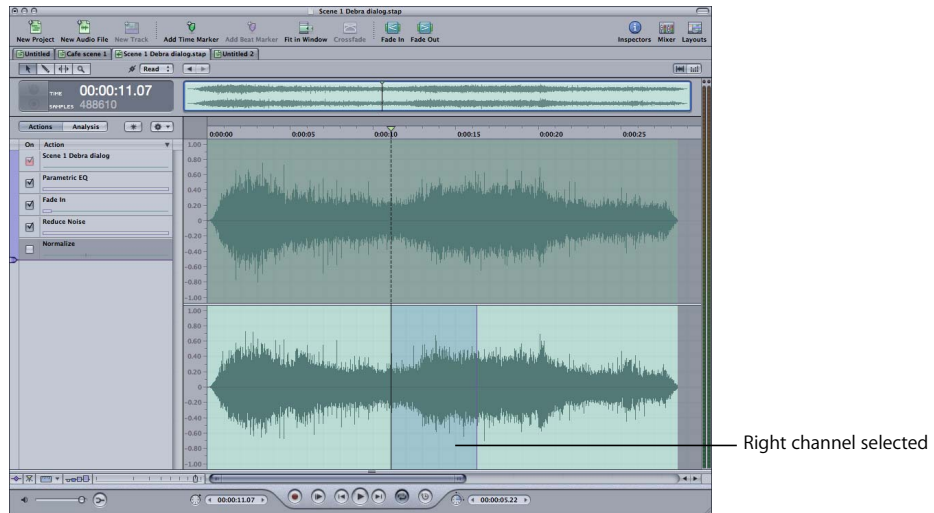 Scene 1 Debra dialog.stap
New Project New Audio File New Track Add Time Marker Add Beat Marker Fit in Window Crossfade Fade In Fade Out Inspectors Mixer Layouts
Untitled Cafe scene 1 Scene 1 Debra dialog.stap Untitled 2
Read
TIME 00:00:11.07
SAMPLES 488610
Actions Analysis
0:00:00 0:00:05 0:00:10 0:00:15 0:00:20 0:00:25
On Action
Scene 1 Debra dialog
Parametric EQ
Fade In
Reduce Noise
Normalize
1.00
0.80
0.60
0.40
0.20
0
-0.20
-0.40
-0.60
-0.80
-1.00
1.00
0.80
0.60
0.40
0.20
0
-0.20
-0.40
-0.60
-0.80
-1.00
Right channel selected
00:00:11.07 00:00:05.22